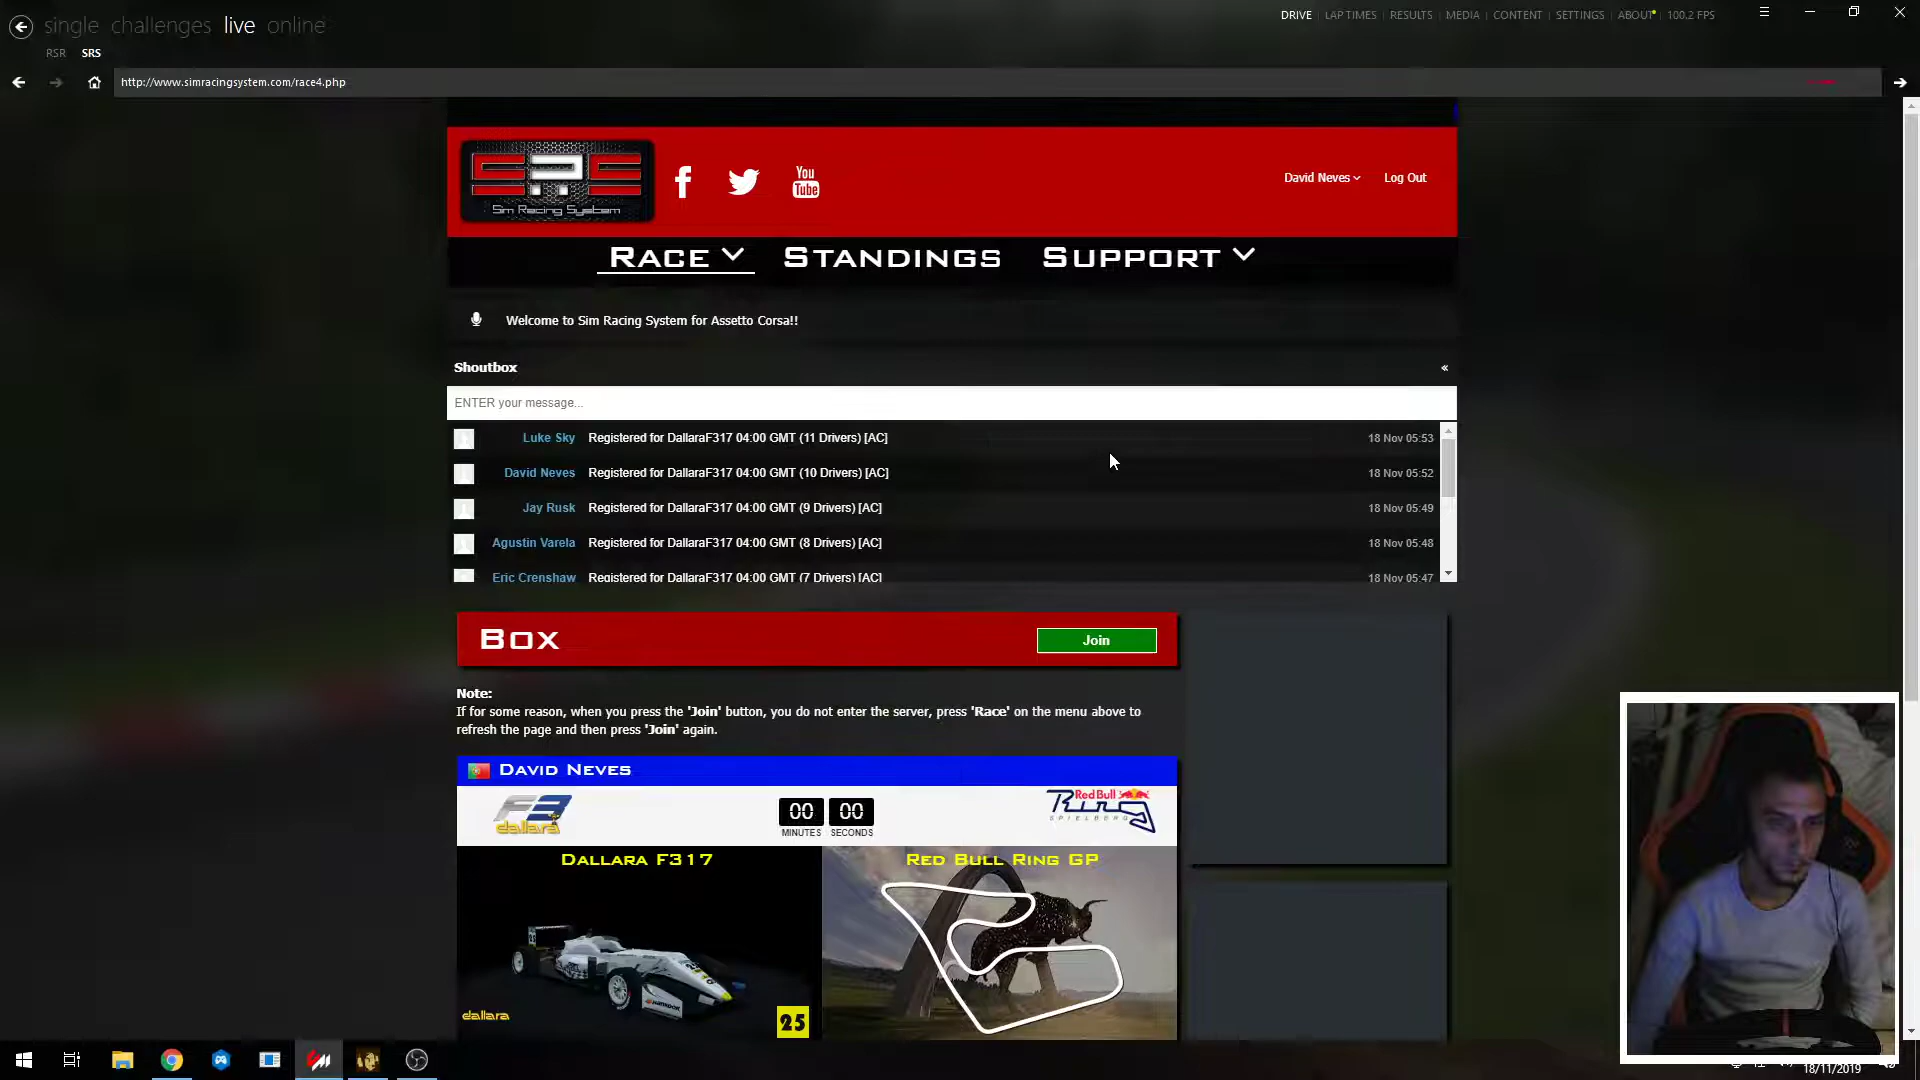 single challenges live online
DRIVE | LAP TIMES | RESULTS | MEDIA | CONTENT | SETTINGS | ABOUT | 100.2 FPS
RSR SRS
http://www.simracingsystem.com/race4.php
Sim Racing System
You Tube
David Neves
Log Out
RACE STANDINGS SUPPORT
Welcome to Sim Racing System for Assetto Corsa!!
Shoutbox «
ENTER your message...
Luke Sky Registered for DallaraF317 04:00 GMT (11 Drivers) [AC] 18 Nov 05:53
David Neves Registered for DallaraF317 04:00 GMT (10 Drivers) [AC] 18 Nov 05:52
Jay Rusk Registered for DallaraF317 04:00 GMT (9 Drivers) [AC] 18 Nov 05:49
Agustin Varela Registered for DallaraF317 04:00 GMT (8 Drivers) [AC] 18 Nov 05:48
Eric Crenshaw Registered for DallaraF317 04:00 GMT (7 Drivers) [AC] 18 Nov 05:47
BOX Join
Note:
If for some reason, when you press the 'Join' button, you do not enter the server, press 'Race' on the menu above to
refresh the page and then press 'Join' again.
DAVID NEVES
F3 dallara
00 00
MINUTES SECONDS
Red Bull Ring
SPIELBERG
DALLARA F317
RED BULL RING GP
dallara
25
18/11/2019